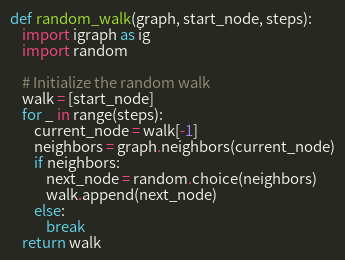 def random_walk(graph, start_node, steps):
    import igraph as ig
    import random

    # Initialize the random walk
    walk = [start_node]
    for _ in range(steps):
        current_node = walk[-1]
        neighbors = graph.neighbors(current_node)
        if neighbors:
            next_node = random.choice(neighbors)
            walk.append(next_node)
        else:
            break
    return walk